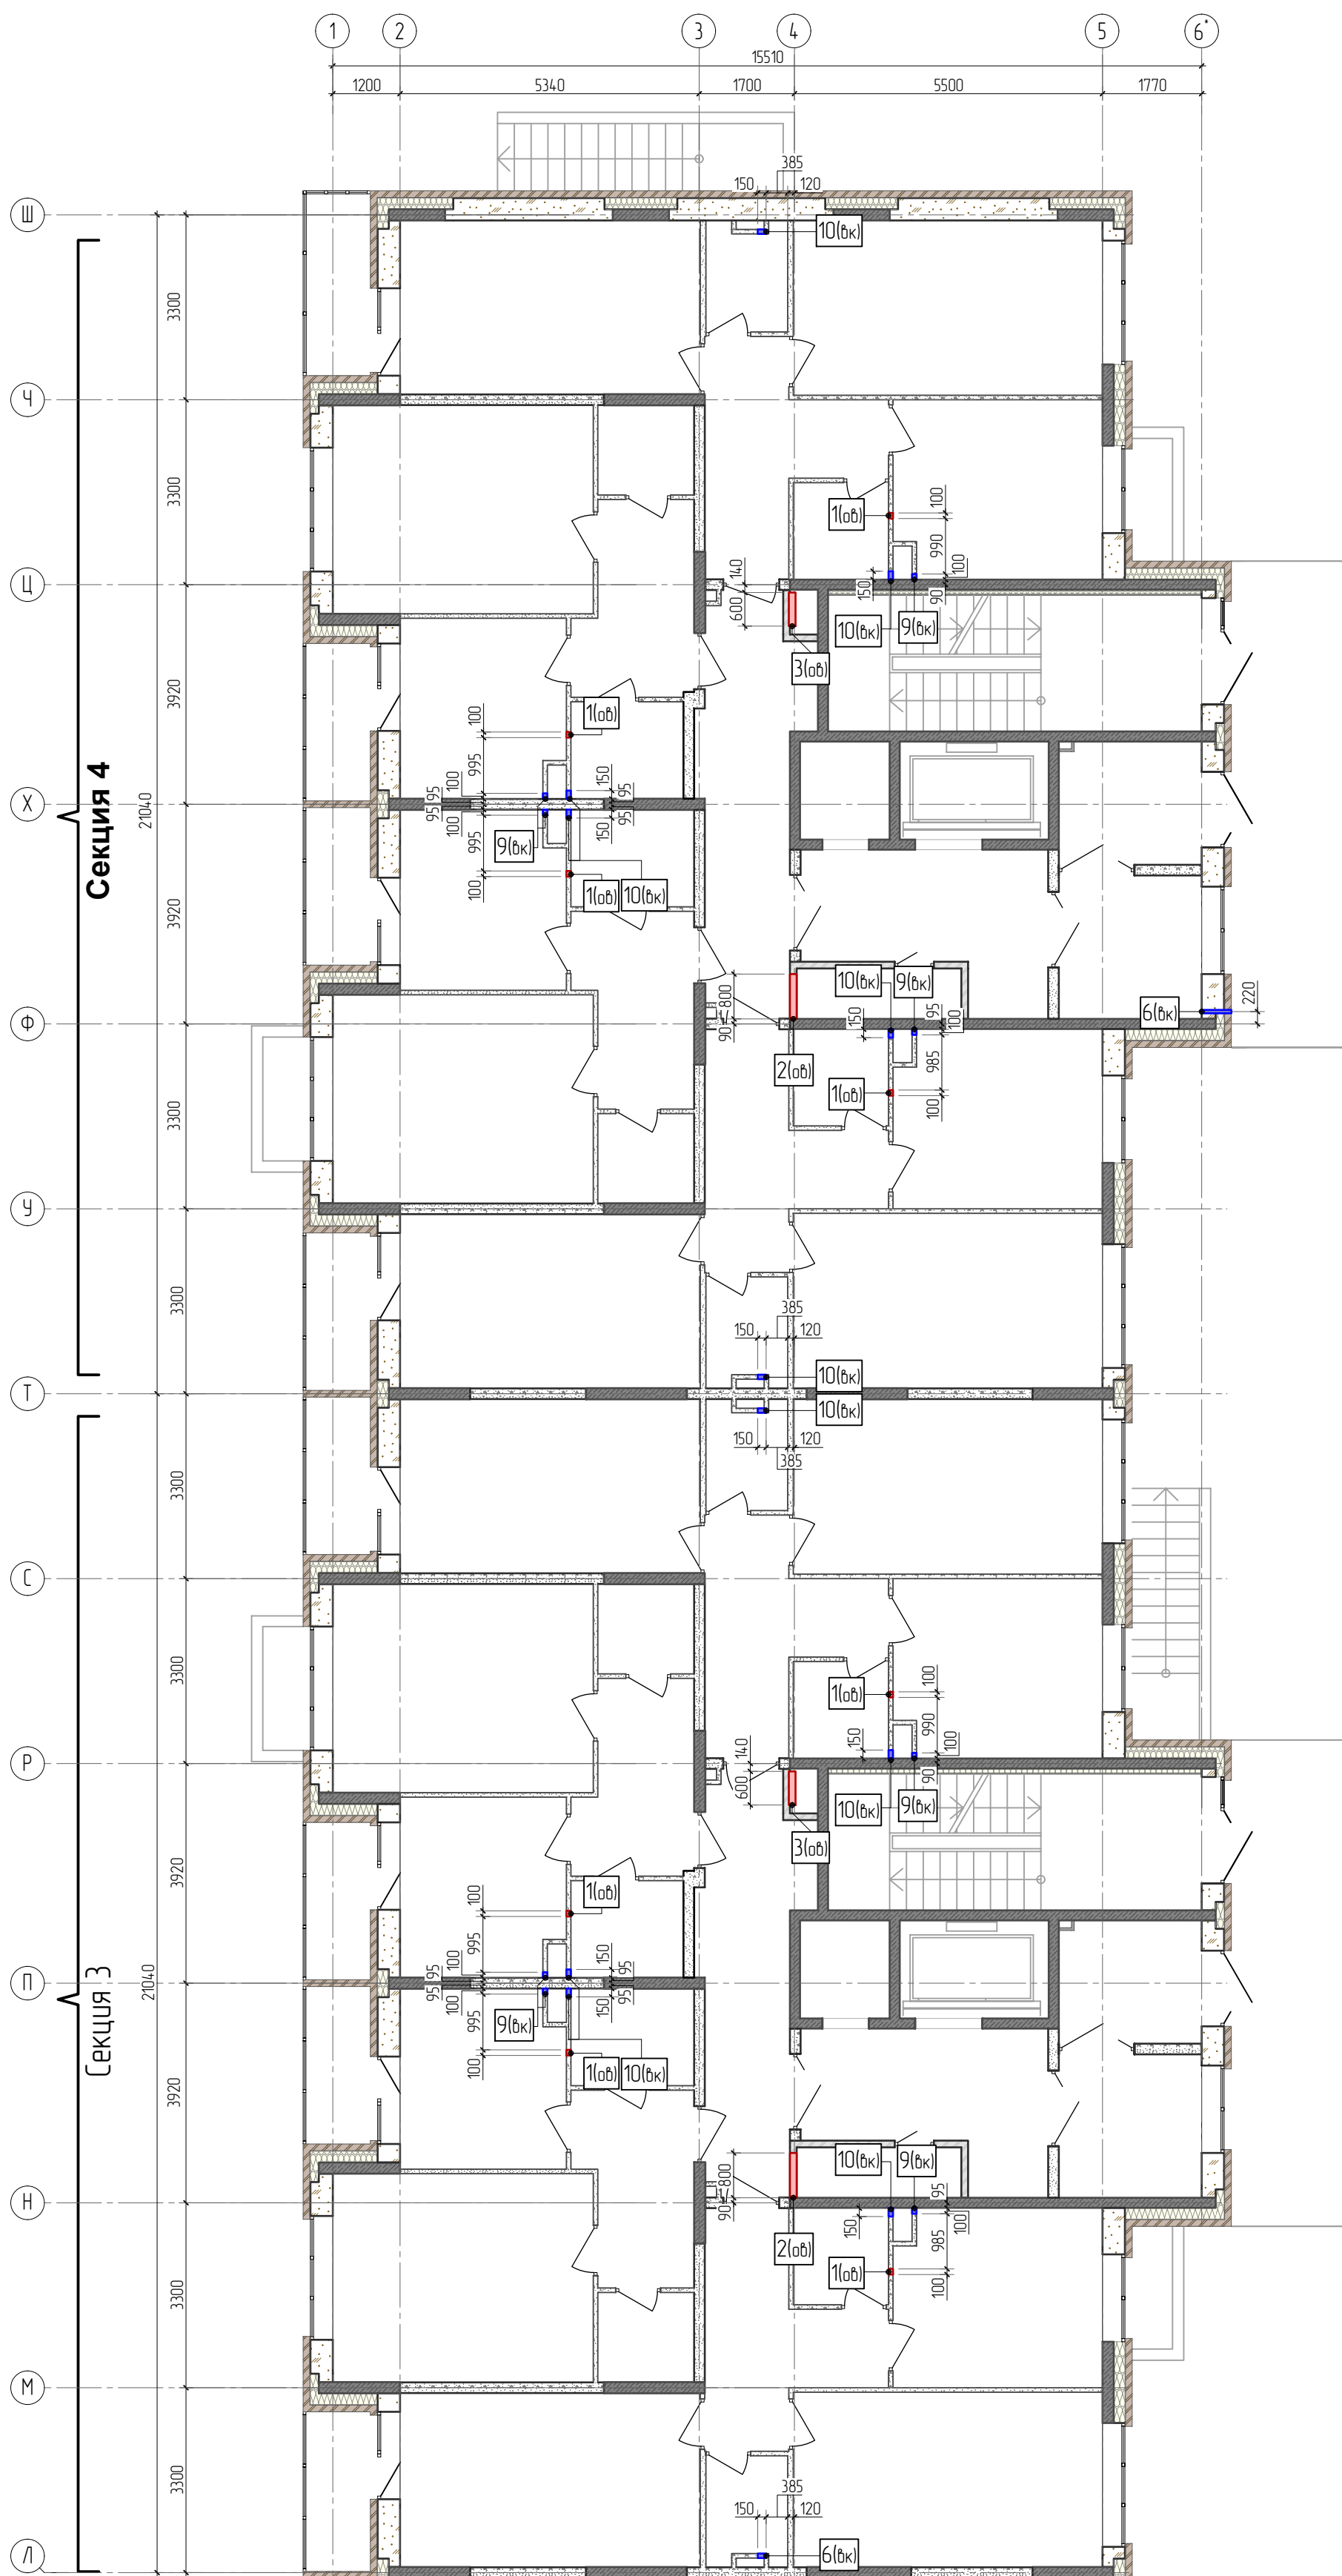 1 2 3 4 5 6*
15510
1200 5340 1700 5500 1770
385
150 120
Ш
10(вк)
3300
Ч
3300
100
1(ов)
990
100
Ц
140
150
90
600
10(вк)
9(вк)
3(ов)
3920
1(ов)
100
995
100
150
Секция 4
21040
Х
95
95
95
95
100
150
9(вк)
995
100
1(ов)
10(вк)
3920
10(вк)
9(вк)
800
220
6(вк)
Ф
90
150
95
100
2(ов)
985
1(ов)
100
3300
У
3300
385
150 120
10(вк)
Т
10(вк)
150 120
385
3300
С
3300
100
1(ов)
990
150
100
Р
140
90
600
10(вк)
9(вк)
3(ов)
3920
1(ов)
100
995
100
150
Секция 3
21040
П
95
95
95
95
100
150
9(вк)
995
100
1(ов)
10(вк)
3920
10(вк)
9(вк)
800
Н
90
150
95
100
2(ов)
985
1(ов)
100
3300
М
3300
385
150 120
Л
6(вк)